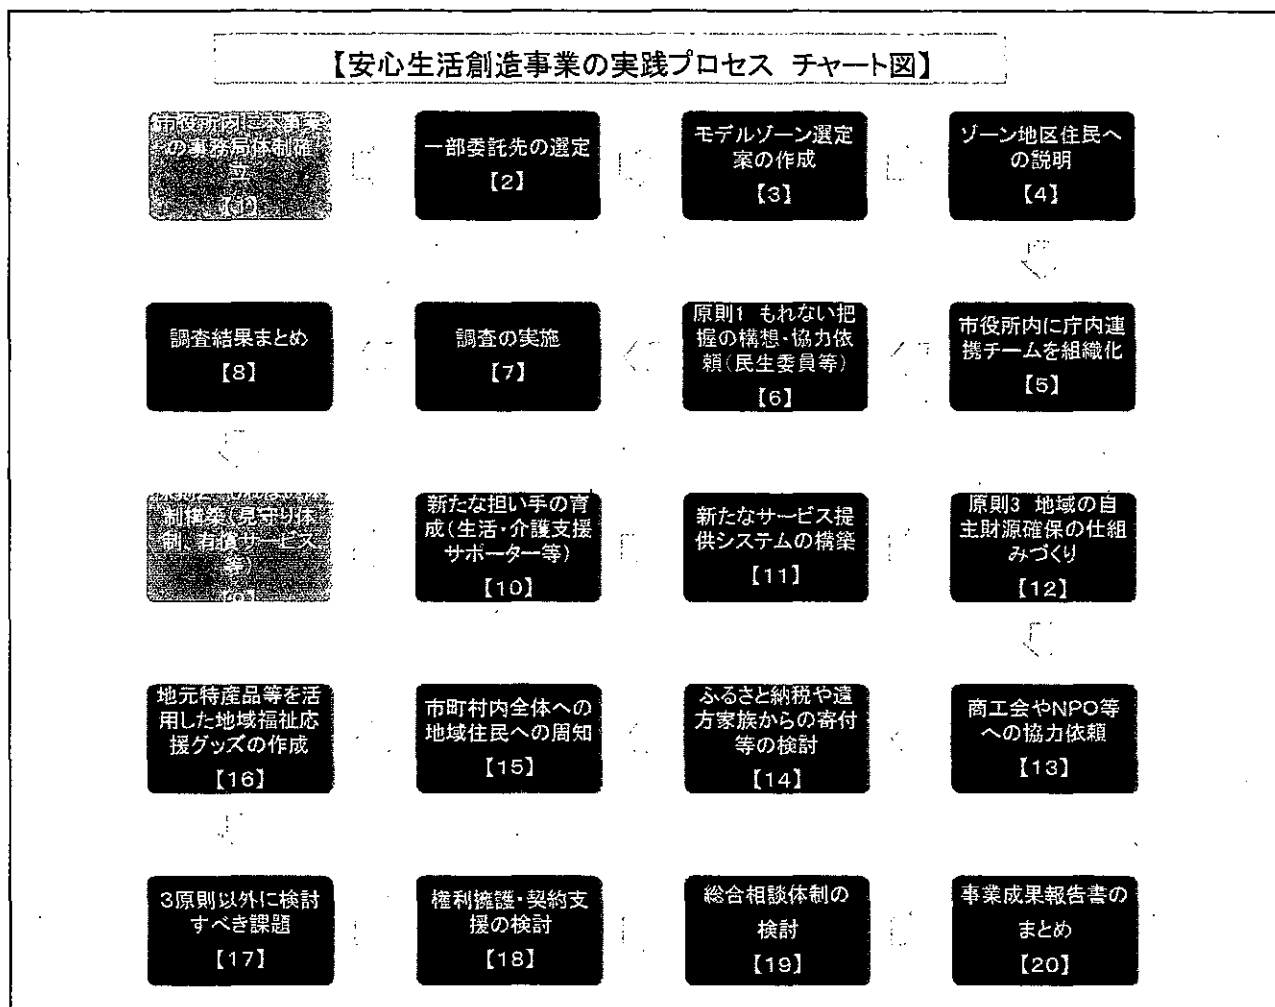 【安心生活創造事業の実践プロセス チャート図】
市役所内に本事業
の事務局体制確
立
【1】
一部委託先の選定
【2】
モデルゾーン選定
案の作成
【3】
ゾーン地区住民へ
の説明
【4】
市役所内に庁内連
携チームを組織化
【5】
原則1 もれない把
握の構想・協力依
頼(民生委員等)
【6】
調査の実施
【7】
調査結果まとめ
【8】
制構築(見守り体
制、有償サービス
等)
【9】
新たな担い手の育
成(生活・介護支援
サポーター等)
【10】
新たなサービス提
供システムの構築
【11】
原則3 地域の自
主財源確保の仕組
みづくり
【12】
商工会やNPO等
への協力依頼
【13】
ふるさと納税や遠
方家族からの寄付
等の検討
【14】
市町村内全体への
地域住民への周知
【15】
地元特産品等を活
用した地域福祉応
援グッズの作成
【16】
3原則以外に検討
すべき課題
【17】
権利擁護・契約支
援の検討
【18】
総合相談体制の
検討
【19】
事業成果報告書の
まとめ
【20】